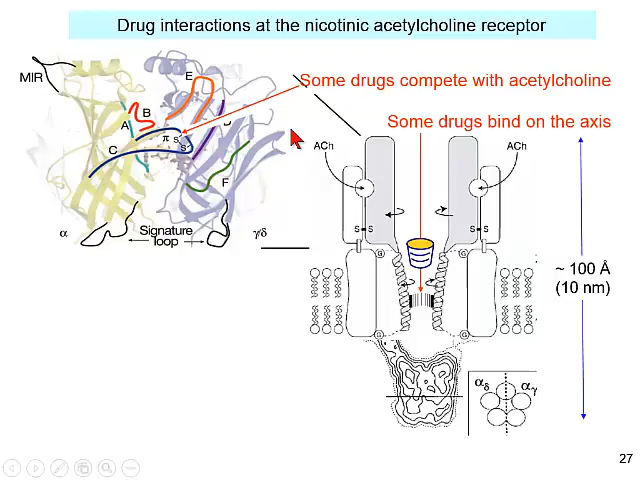 Drug interactions at the nicotinic acetylcholine receptor
MIR
E
Some drugs compete with acetylcholine
B
A
D
Some drugs bind on the axis
π
S
S
C
ACh
ACh
F
α
Signature
loop
γδ
S S
S S
G
G
~ 100 Å
(10 nm)
G
G
αδ
αγ
27